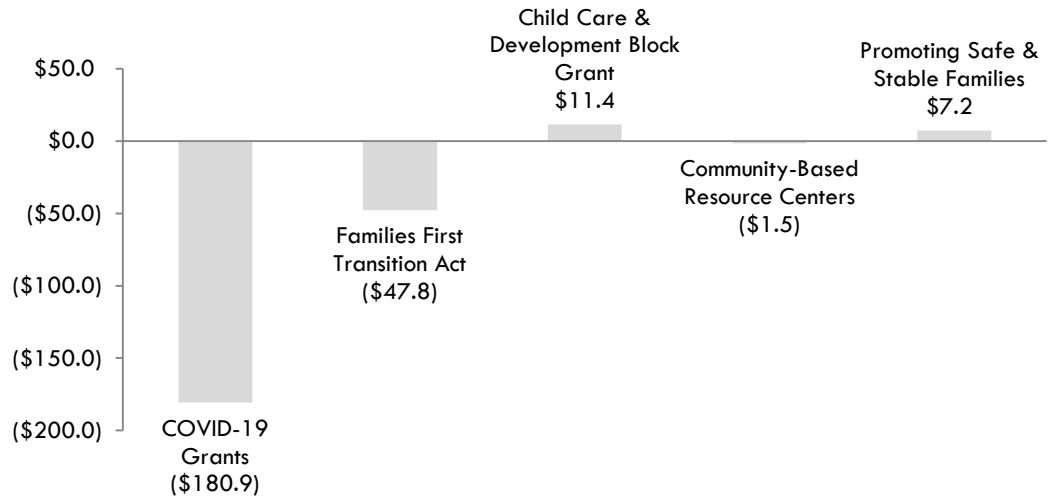 Child Care &
Development Block
Grant
$11.4
Promoting Safe &
Stable Families
$7.2
$50.0
$0.0
($50.0)
($100.0)
($150.0)
($200.0)
COVID-19
Grants
($180.9)
Families First
Transition Act
($47.8)
Community-Based
Resource Centers
($1.5)